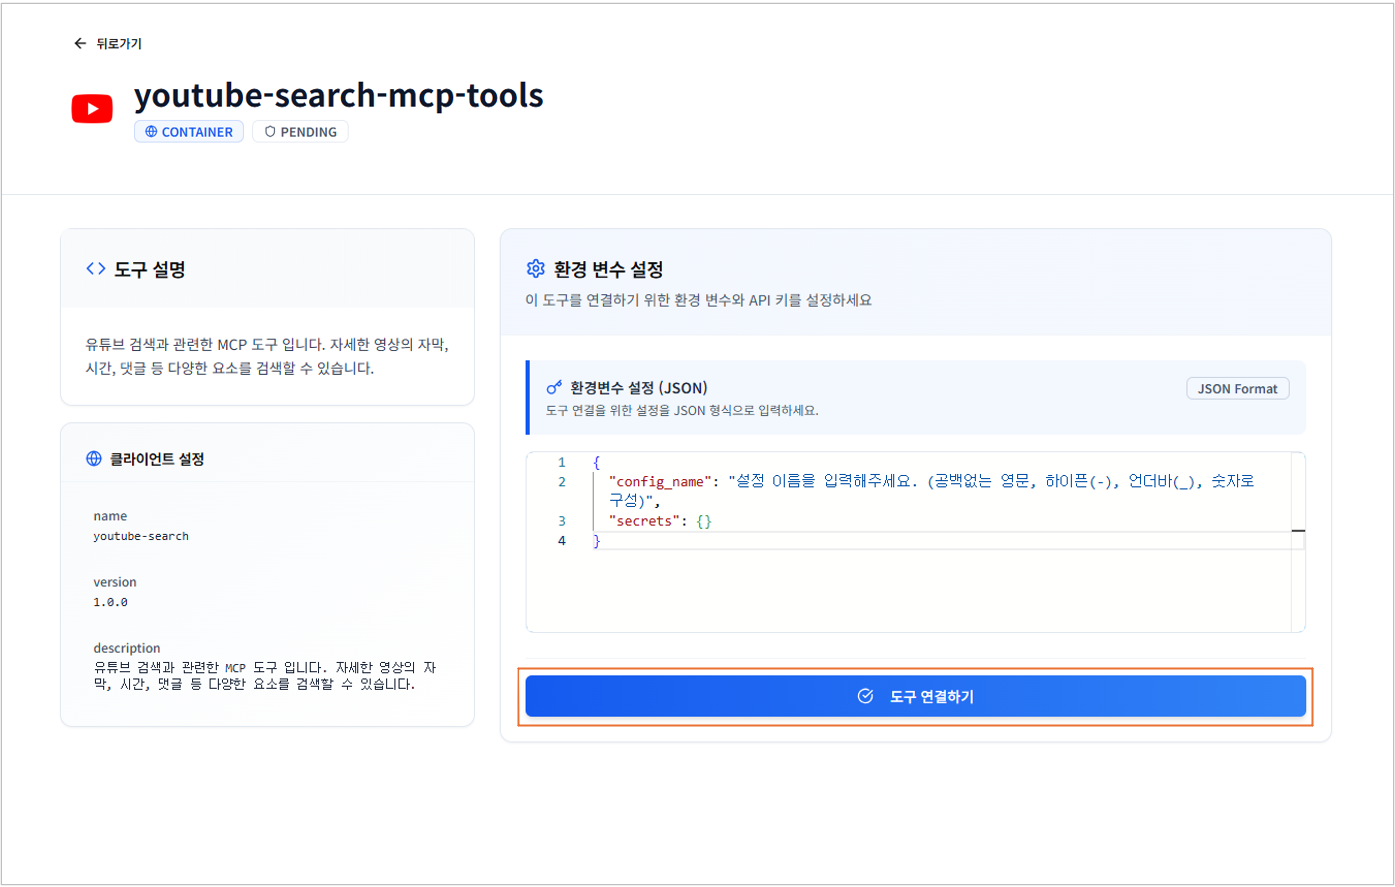 뒤로가기
youtube-search-mcp-tools
CONTAINER
PENDING
도구 설명
유튜브 검색과 관련한 MCP 도구 입니다. 자세한 영상의 자막,
시간, 댓글 등 다양한 요소를 검색할 수 있습니다.
클라이언트 설정
name
youtube-search
version
1.0.0
description
유튜브 검색과 관련한 MCP 도구 입니다. 자세한 영상의 자
막, 시간, 댓글 등 다양한 요소를 검색할 수 있습니다.
환경 변수 설정
이 도구를 연결하기 위한 환경 변수와 API 키를 설정하세요
환경변수 설정 (JSON)
JSON Format
도구 연결을 위한 설정을 JSON 형식으로 입력하세요.
1 {
2 "config_name": "설정 이름을 입력해주세요. (공백없는 영문, 하이픈(-), 언더바(_), 숫자로
구성)",
3 "secrets": {}
4 }
도구 연결하기